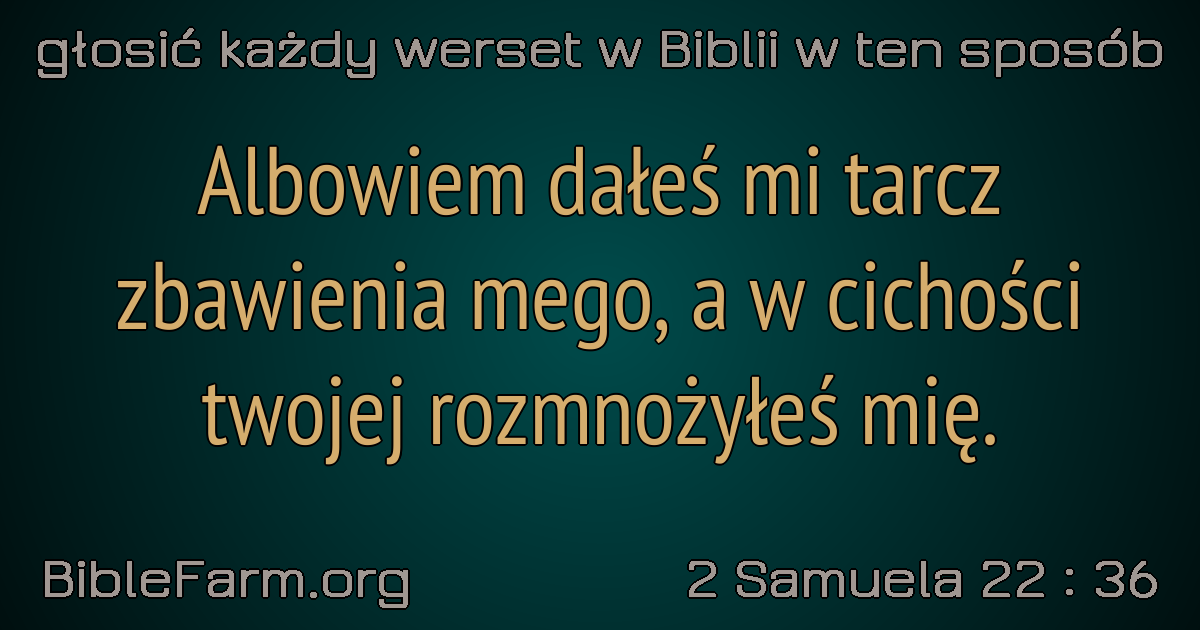 głosić każdy werset w Biblii w ten sposób
Albowiem dałeś mi tarcz
zbawienia mego, a w cichości
twojej rozmnożyłeś mię.
BibleFarm.org
2 Samuela 22 : 36